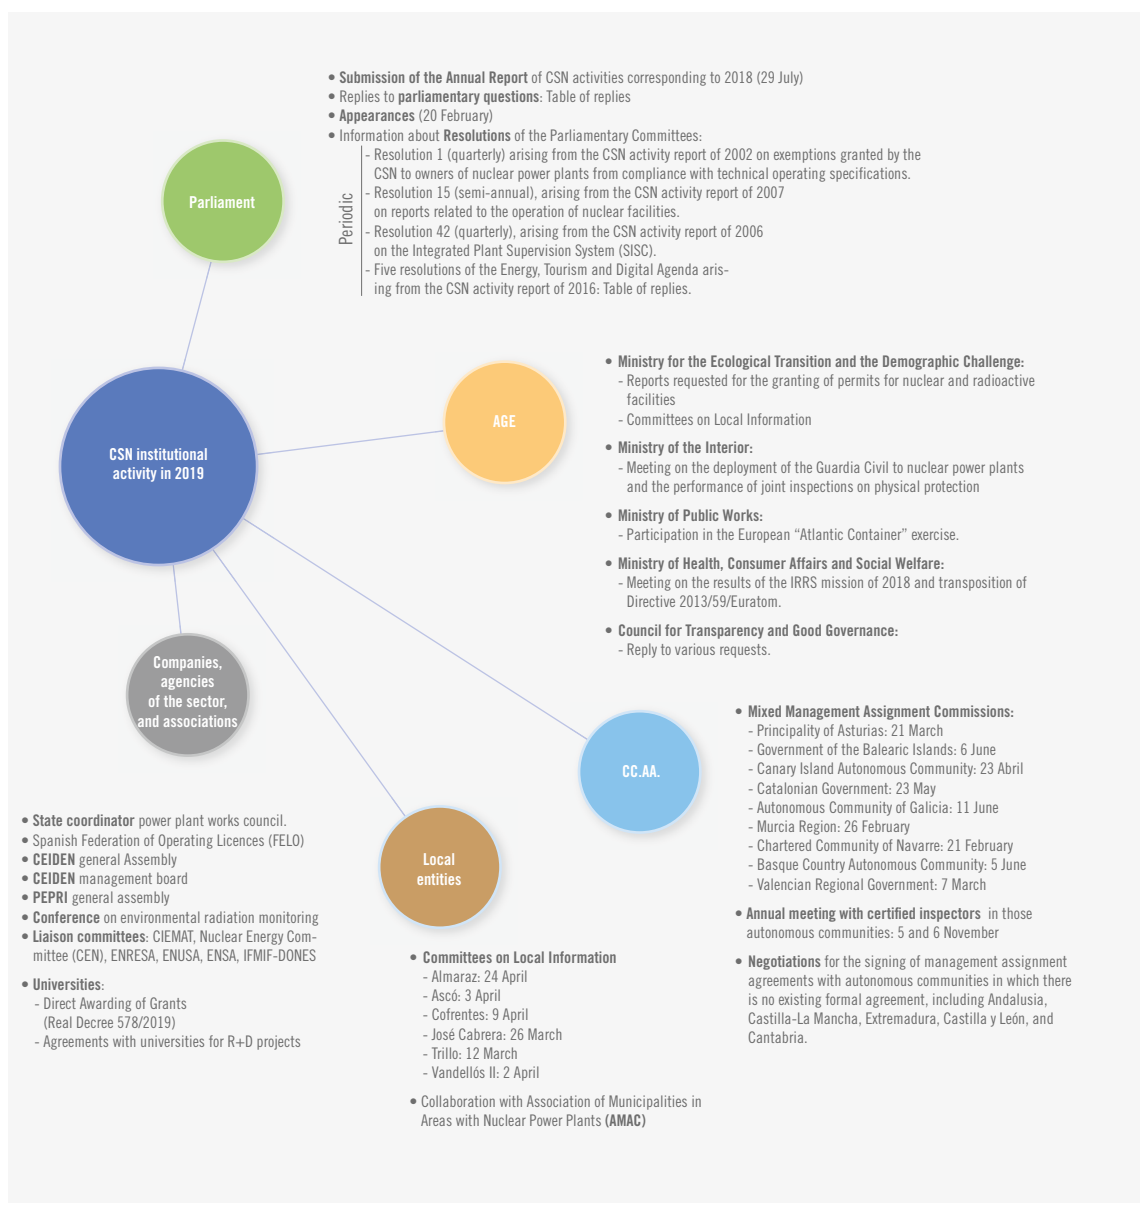 • Submission of the Annual Report of CSN activities corresponding to 2018 (29 July)
• Replies to parliamentary questions: Table of replies
• Appearances (20 February)
• Information about Resolutions of the Parliamentary Committees:
Periodic
- Resolution 1 (quarterly) arising from the CSN activity report of 2002 on exemptions granted by the
CSN to owners of nuclear power plants from compliance with technical operating specifications.
- Resolution 15 (semi-annual), arising from the CSN activity report of 2007
on reports related to the operation of nuclear facilities.
- Resolution 42 (quarterly), arising from the CSN activity report of 2006
on the Integrated Plant Supervision System (SISC).
- Five resolutions of the Energy, Tourism and Digital Agenda aris-
ing from the CSN activity report of 2016: Table of replies.
Parliament
CSN institutional
activity in 2019
AGE
• Ministry for the Ecological Transition and the Demographic Challenge:
- Reports requested for the granting of permits for nuclear and radioactive
facilities
- Committees on Local Information
• Ministry of the Interior:
- Meeting on the deployment of the Guardia Civil to nuclear power plants
and the performance of joint inspections on physical protection
• Ministry of Public Works:
- Participation in the European “Atlantic Container” exercise.
• Ministry of Health, Consumer Affairs and Social Welfare:
- Meeting on the results of the IRRS mission of 2018 and transposition of
Directive 2013/59/Euratom.
• Council for Transparency and Good Governance:
- Reply to various requests.
Companies,
agencies
of the sector,
and associations
• State coordinator power plant works council.
• Spanish Federation of Operating Licences (FELO)
• CEIDEN general Assembly
• CEIDEN management board
• PEPRI general assembly
• Conference on environmental radiation monitoring
• Liaison committees: CIEMAT, Nuclear Energy Com-
mittee (CEN), ENRESA, ENUSA, ENSA, IFMIF-DONES
• Universities:
- Direct Awarding of Grants
(Real Decree 578/2019)
- Agreements with universities for R+D projects
Local
entities
• Committees on Local Information
- Almaraz: 24 April
- Ascó: 3 April
- Cofrentes: 9 April
- José Cabrera: 26 March
- Trillo: 12 March
- Vandellós II: 2 April
• Collaboration with Association of Municipalities in
Areas with Nuclear Power Plants (AMAC)
CC.AA.
• Mixed Management Assignment Commissions:
- Principality of Asturias: 21 March
- Government of the Balearic Islands: 6 June
- Canary Island Autonomous Community: 23 Abril
- Catalonian Government: 23 May
- Autonomous Community of Galicia: 11 June
- Murcia Region: 26 February
- Chartered Community of Navarre: 21 February
- Basque Country Autonomous Community: 5 June
- Valencian Regional Government: 7 March
• Annual meeting with certified inspectors in those
autonomous communities: 5 and 6 November
• Negotiations for the signing of management assignment
agreements with autonomous communities in which there
is no existing formal agreement, including Andalusia,
Castilla-La Mancha, Extremadura, Castilla y León, and
Cantabria.